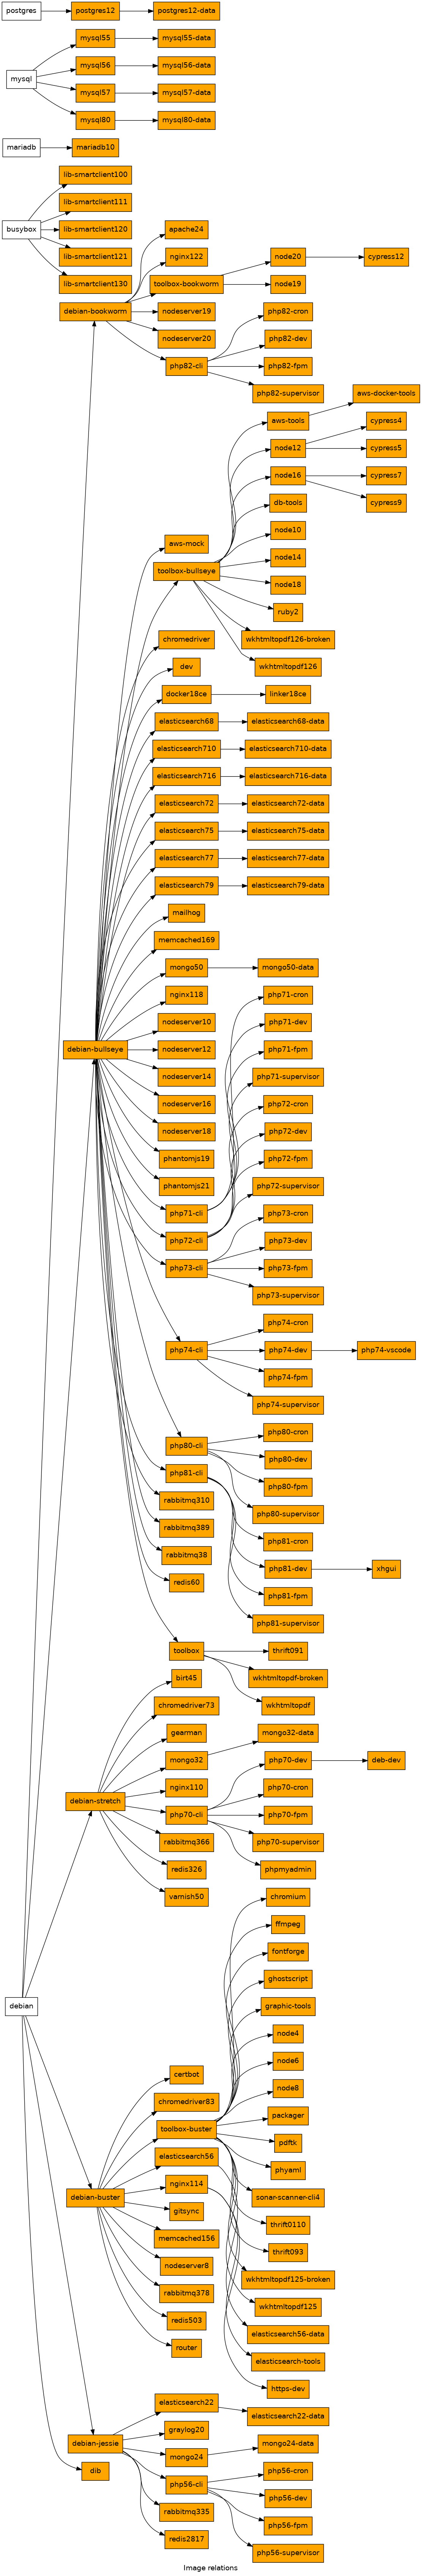 postgres
postgres12
postgres12-data
mysql
mysql55
mysql55-data
mysql56
mysql56-data
mysql57
mysql57-data
mysql80
mysql80-data
mariadb
mariadb10
busybox
lib-smartclient100
lib-smartclient111
lib-smartclient120
lib-smartclient121
lib-smartclient130
debian-bookworm
apache24
nginx122
toolbox-bookworm
node20
cypress12
node19
nodeserver19
nodeserver20
php82-cli
php82-cron
php82-dev
php82-fpm
php82-supervisor
aws-tools
aws-docker-tools
node12
cypress4
cypress5
node16
cypress7
cypress9
db-tools
node10
aws-mock
node14
toolbox-bullseye
node18
ruby2
chromedriver
wkhtmltopdf126-broken
dev
wkhtmltopdf126
docker18ce
linker18ce
elasticsearch68
elasticsearch68-data
elasticsearch710
elasticsearch710-data
elasticsearch716
elasticsearch716-data
elasticsearch72
elasticsearch72-data
elasticsearch75
elasticsearch75-data
elasticsearch77
elasticsearch77-data
elasticsearch79
elasticsearch79-data
mailhog
memcached169
mongo50
mongo50-data
nginx118
php71-cron
nodeserver10
php71-dev
debian-bullseye
nodeserver12
php71-fpm
nodeserver14
php71-supervisor
nodeserver16
php72-cron
nodeserver18
php72-dev
phantomjs19
php72-fpm
phantomjs21
php72-supervisor
php71-cli
php73-cron
php72-cli
php73-dev
php73-cli
php73-fpm
php73-supervisor
php74-cron
php74-cli
php74-dev
php74-vscode
php74-fpm
php74-supervisor
php80-cron
php80-cli
php80-dev
php81-cli
php80-fpm
rabbitmq310
php80-supervisor
rabbitmq389
php81-cron
rabbitmq38
php81-dev
xhgui
redis60
php81-fpm
php81-supervisor
toolbox
thrift091
birt45
wkhtmltopdf-broken
chromedriver73
wkhtmltopdf
gearman
mongo32-data
mongo32
php70-dev
deb-dev
nginx110
php70-cron
debian-stretch
php70-cli
php70-fpm
rabbitmq366
php70-supervisor
redis326
phpmyadmin
varnish50
chromium
ffmpeg
fontforge
ghostscript
debian
graphic-tools
node4
node6
certbot
node8
chromedriver83
packager
toolbox-buster
pdftk
elasticsearch56
phyaml
nginx114
debian-buster
sonar-scanner-cli4
gitsync
thrift0110
memcached156
thrift093
nodeserver8
wkhtmltopdf125-broken
rabbitmq378
wkhtmltopdf125
redis503
elasticsearch56-data
router
elasticsearch-tools
https-dev
elasticsearch22
elasticsearch22-data
graylog20
debian-jessie
mongo24
mongo24-data
dib
php56-cli
php56-cron
php56-dev
rabbitmq335
php56-fpm
redis2817
php56-supervisor
Image relations